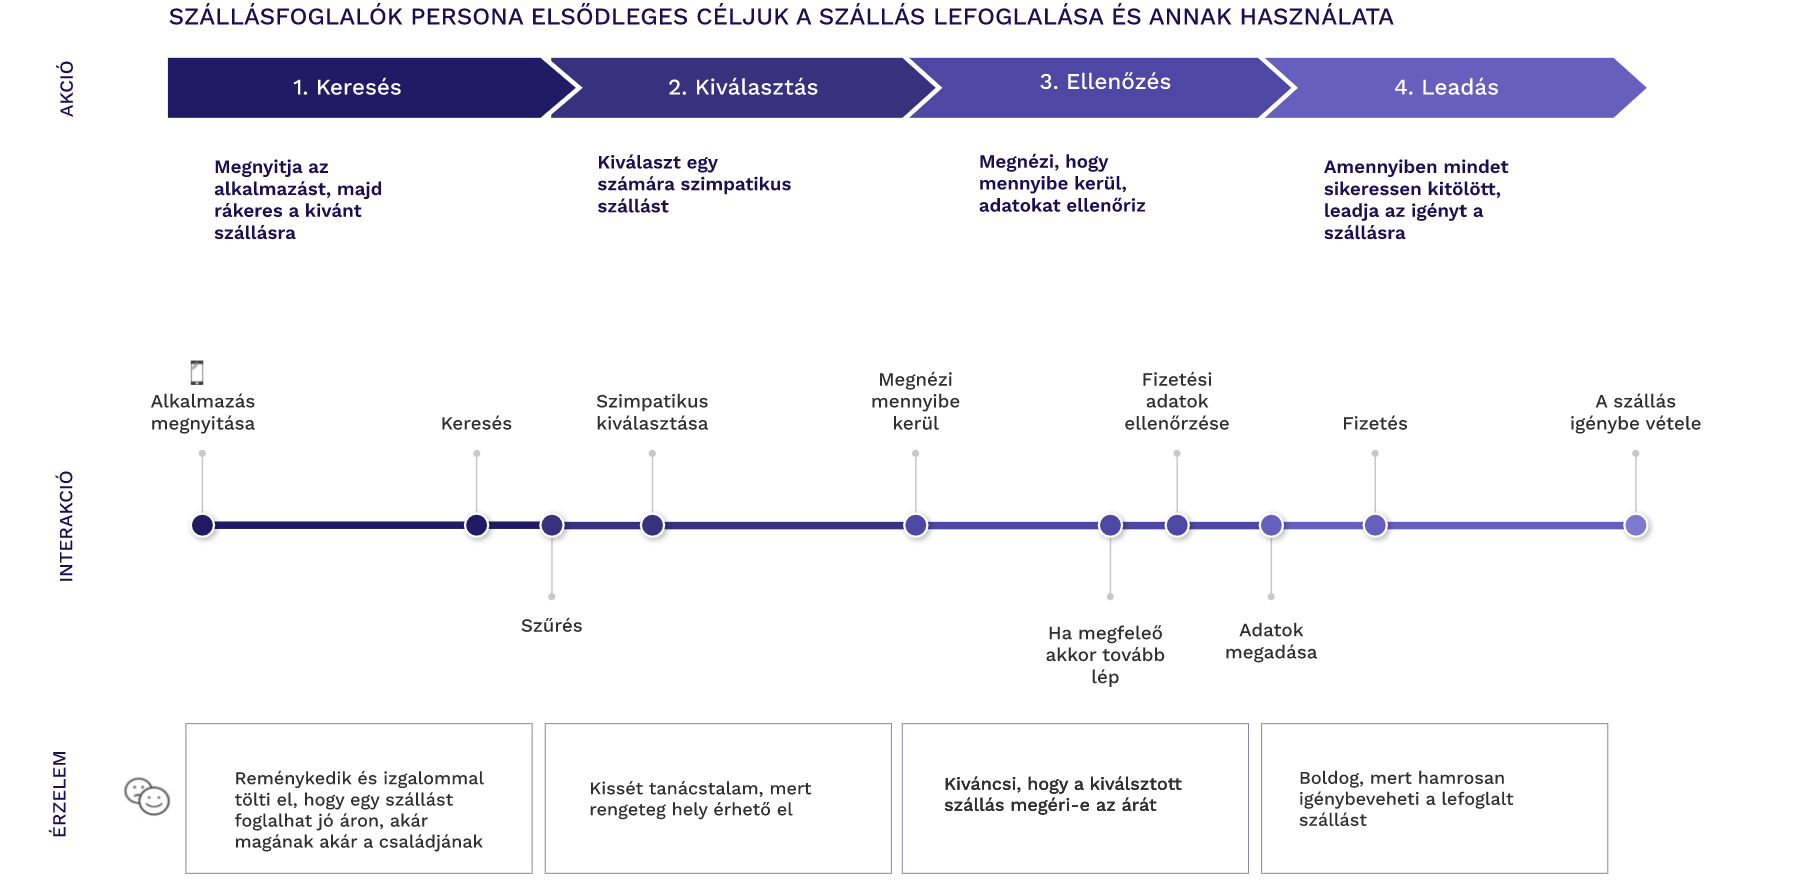 SZÁLLÁSFOGLALÓK PERSONA ELSŐDLEGES CÉLJUK A SZÁLLÁS LEFOGLALÁSA ÉS ANNAK HASZNÁLATA
AKCIÓ
1. Keresés
2. Kiválasztás
3. Ellenőzés
4. Leadás
Megnyitja az
alkalmazást, majd
rákeres a kivánt
szállásra
Kiválaszt egy
számára szimpatikus
szállást
Megnézi, hogy
mennyibe kerül,
adatokat ellenőriz
Amennyiben mindet
sikeressen kitölött,
leadja az igényt a
szállásra
INTERAKCIÓ
Alkalmazás
megnyitása
Keresés
Szűrés
Szimpatikus
kiválasztása
Megnézi
mennyibe
kerül
Ha megfeleő
akkor tovább
lép
Fizetési
adatok
ellenőrzése
Adatok
megadása
Fizetés
A szállás
igénybe vétele
ÉRZELEM
Reménykedik és izgalommal
tölti el, hogy egy szállást
foglalhat jó áron, akár
magának akár a családjának
Kissét tanácstalam, mert
rengeteg hely érhető el
Kiváncsi, hogy a kiválsztott
szállás megéri-e az árát
Boldog, mert hamrosan
igénybeveheti a lefoglalt
szállást